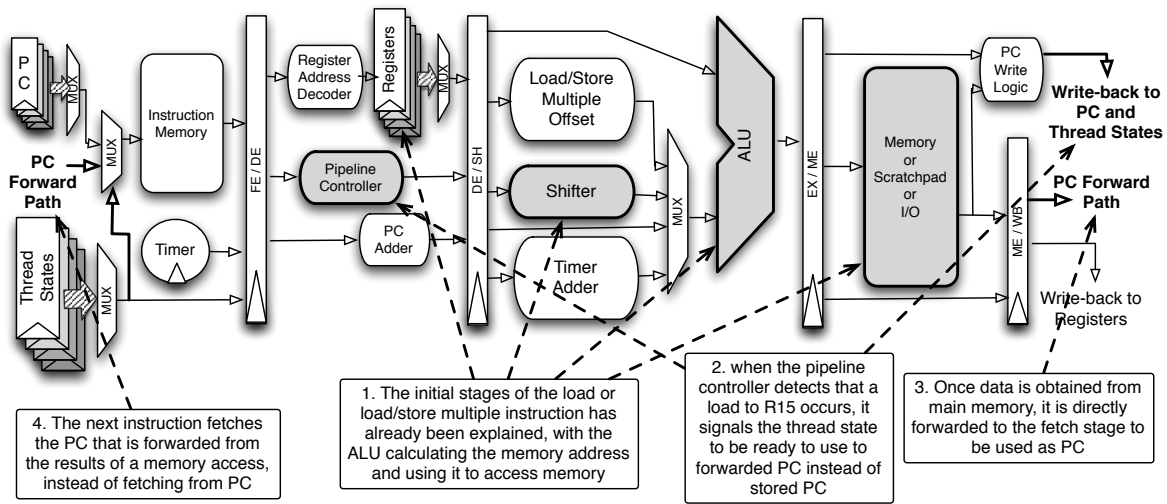 P
C
MUX
PC
Forward
Path
MUX
Thread
States
MUX
Instruction
Memory
Timer
FE / DE
Register
Address
Decoder
Registers
MUX
Pipeline
Controller
PC
Adder
DE / SH
Load/Store
Multiple
Offset
Shifter
Timer
Adder
MUX
ALU
EX / ME
Memory
or
Scratchpad
or
I/O
PC
Write
Logic
Write-back to
PC and
Thread States
ME / WB
PC Forward
Path
Write-back to
Registers
4. The next instruction fetches
the PC that is forwarded from
the results of a memory access,
instead of fetching from PC
1. The initial stages of the load or
load/store multiple instruction has
already been explained, with the
ALU calculating the memory address
and using it to access memory
2. when the pipeline
controller detects that a
load to R15 occurs, it
signals the thread state
to be ready to use to
forwarded PC instead of
stored PC
3. Once data is obtained from
main memory, it is directly
forwarded to the fetch stage to
be used as PC